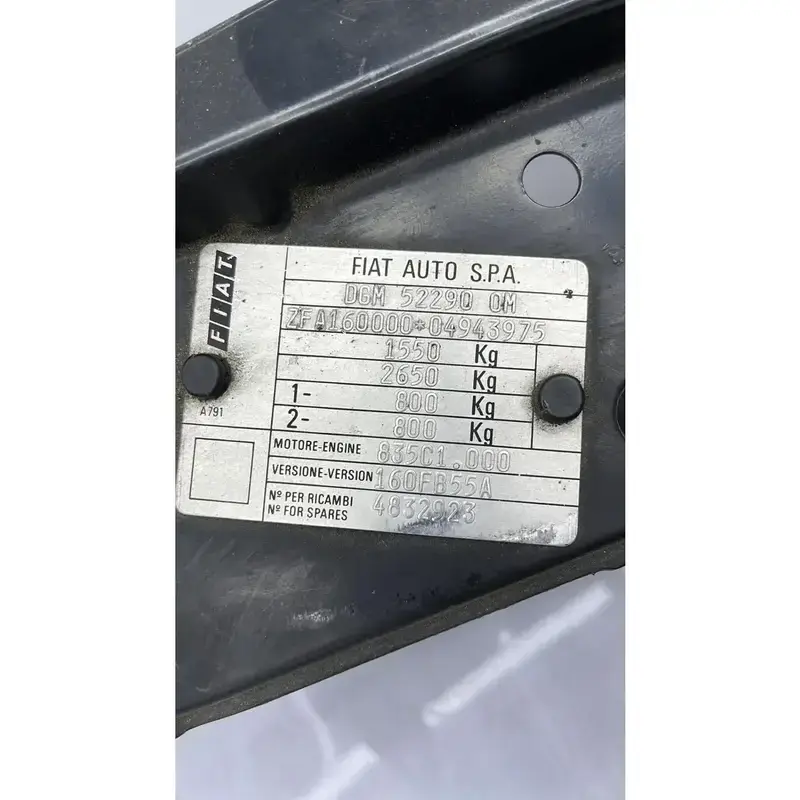 FIAT
FIAT AUTO S.P.A.
DGM 52290 OM
ZFA160000*04943975
1550 Kg
2650 Kg
1- 800 Kg
2- 800 Kg
A791
MOTORE-ENGINE 835C1.000
VERSIONE-VERSION 160FB55A
Nº PER RICAMBI
Nº FOR SPARES 4832923